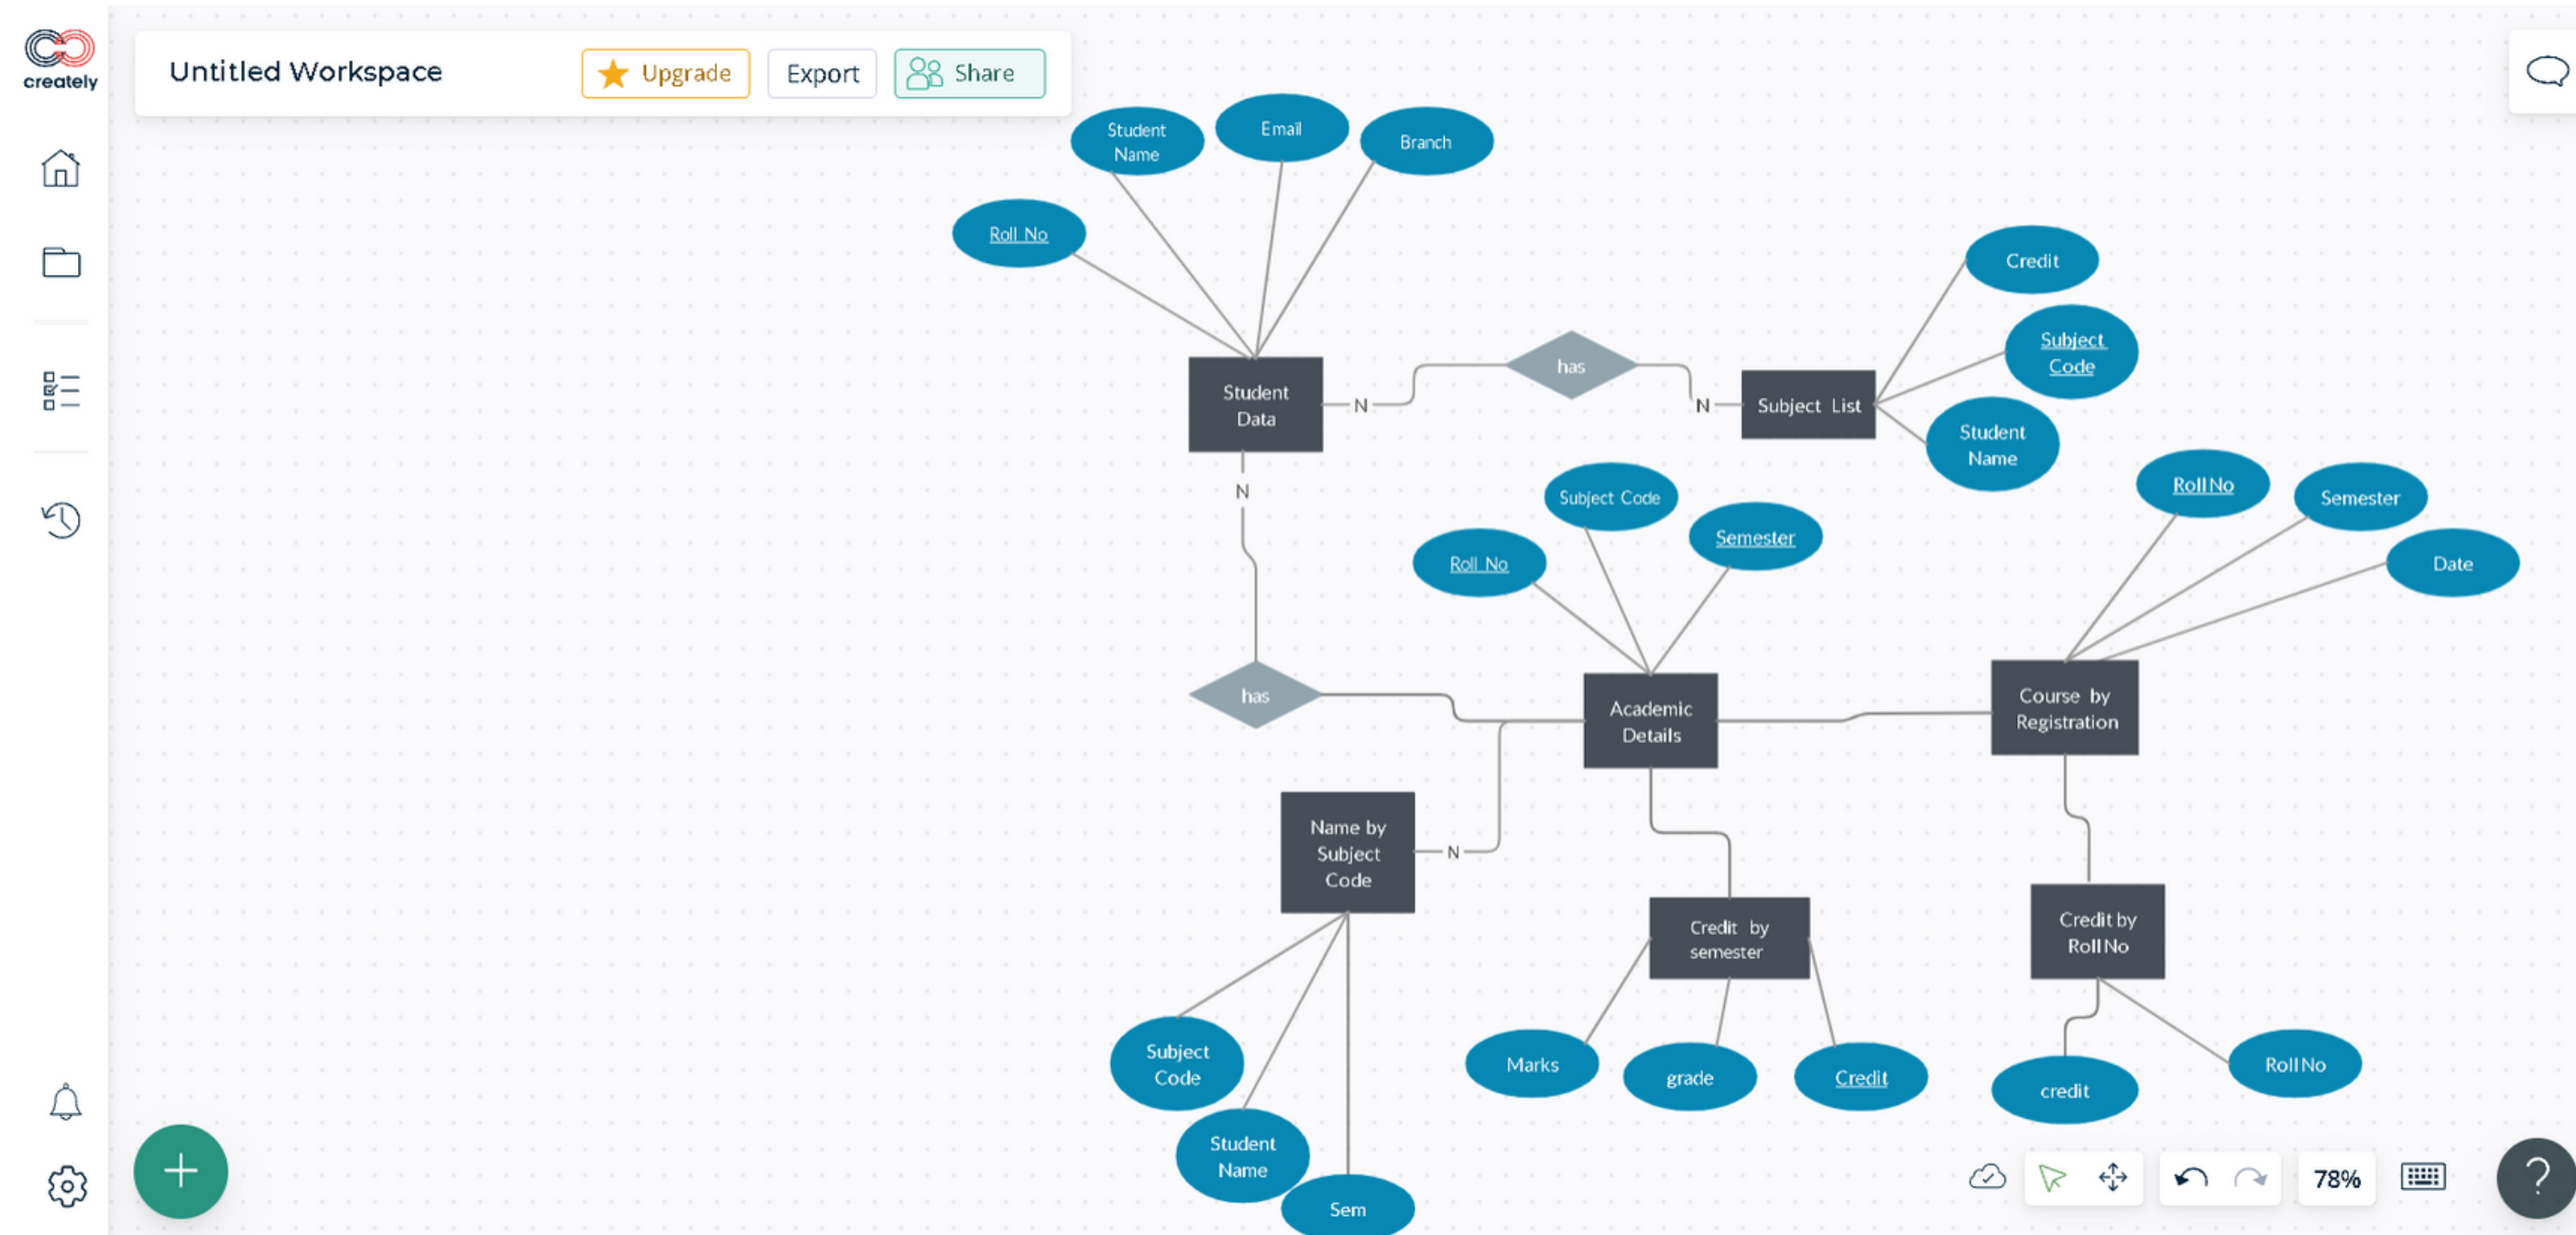 creately
Untitled Workspace
Upgrade
Export
Share
Student
Name
Email
Branch
Roll No
Credit
Subject
Code
Student
Data
N
has
N
Subject List
Student
Name
Roll No
Semester
Date
N
Subject Code
Semester
Roll No
has
Academic
Details
Course by
Registration
Name by
Subject
Code
N
Credit by
semester
Credit by
Roll No
Subject
Code
Marks
grade
Credit
credit
Roll No
Student
Name
Sem
78%
?